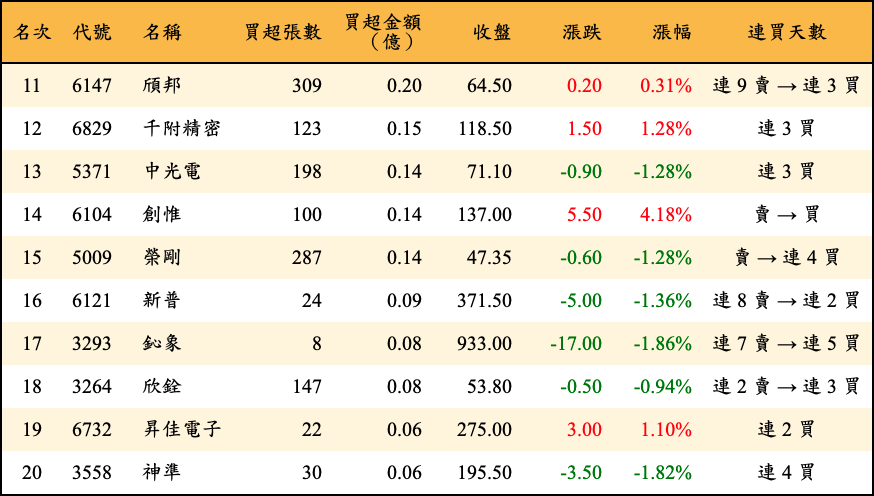 名次 代號 名稱 買超張數 買超金額（億） 收盤 漲跌 漲幅 連買天數
11 6147 頎邦 309 0.20 64.50 0.20 0.31% 連 9 賣 → 連 3 買
12 6829 千附精密 123 0.15 118.50 1.50 1.28% 連 3 買
13 5371 中光電 198 0.14 71.10 -0.90 -1.28% 連 3 買
14 6104 創惟 100 0.14 137.00 5.50 4.18% 賣 → 買
15 5009 榮剛 287 0.14 47.35 -0.60 -1.28% 賣 → 連 4 買
16 6121 新普 24 0.09 371.50 -5.00 -1.36% 連 8 賣 → 連 2 買
17 3293 鈊象 8 0.08 933.00 -17.00 -1.86% 連 7 賣 → 連 5 買
18 3264 欣銓 147 0.08 53.80 -0.50 -0.94% 連 2 賣 → 連 3 買
19 6732 昇佳電子 22 0.06 275.00 3.00 1.10% 連 2 買
20 3558 神準 30 0.06 195.50 -3.50 -1.82% 連 4 買